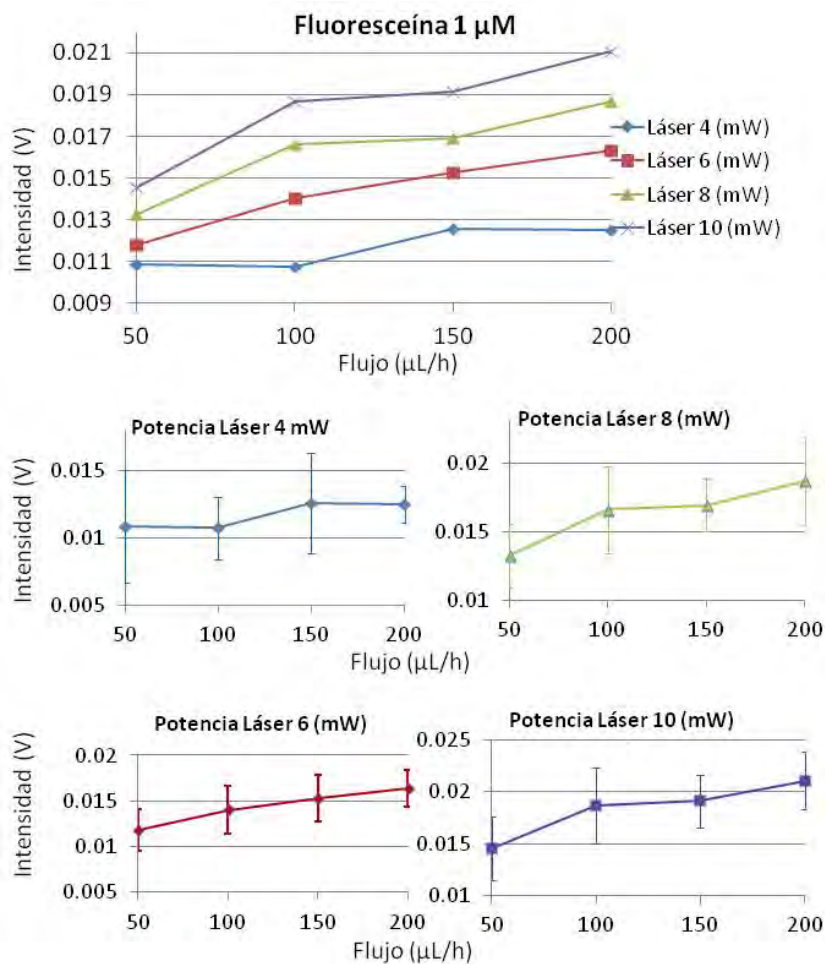 Fluoresceína 1 µM
Intensidad (V)
0.021
0.019
0.017
0.015
0.013
0.011
0.009
50 100 150 200
Flujo (µL/h)
Láser 4 (mW)
Láser 6 (mW)
Láser 8 (mW)
Láser 10 (mW)
Potencia Láser 4 mW
Intensidad (V)
0.015
0.01
0.005
50 100 150 200
Potencia Láser 8 (mW)
0.02
0.015
0.01
50 100 150 200
Flujo (µL/h)
Potencia Láser 6 (mW)
Intensidad (V)
0.02
0.015
0.01
0.005
50 100 150 200
Potencia Láser 10 (mW)
0.025
0.02
0.015
0.01
50 100 150 200
Flujo (µL/h)